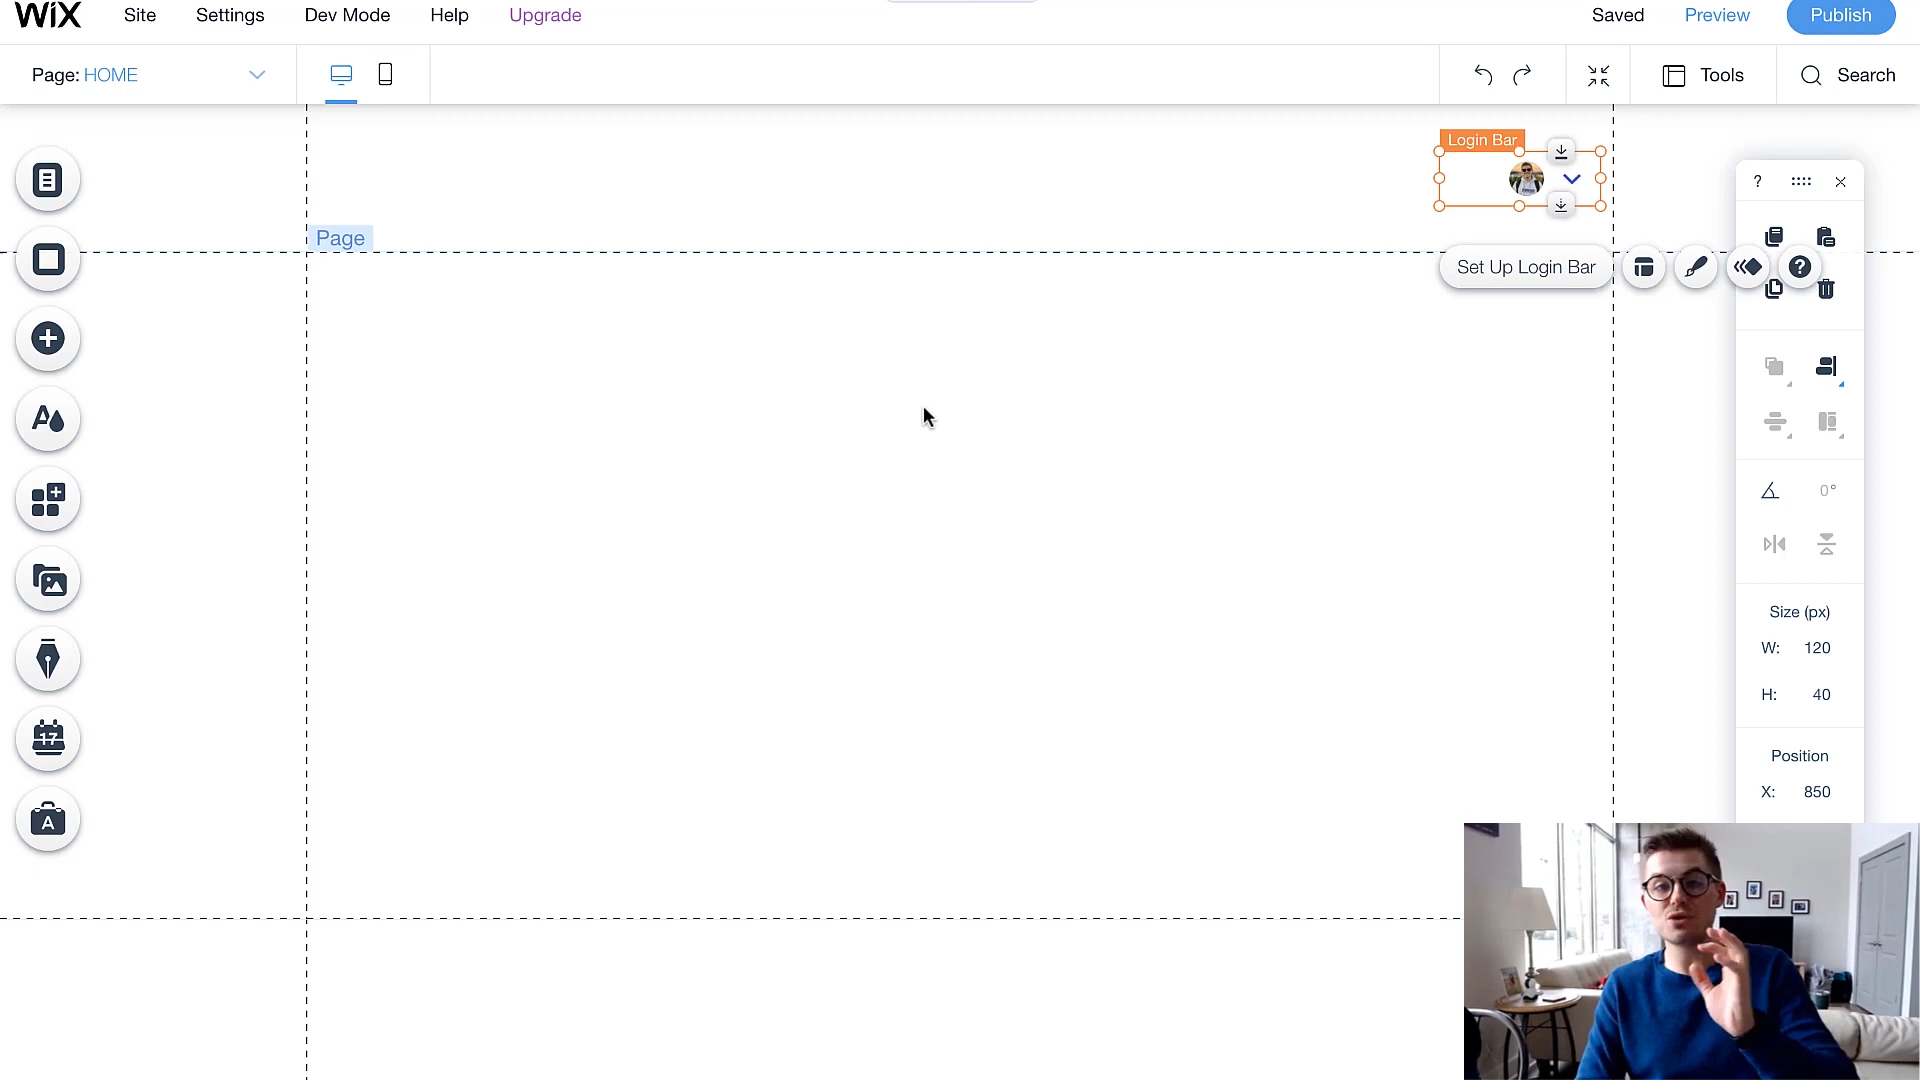 WiX Site Settings Dev Mode Help Upgrade Saved Preview Publish
Page: HOME Tools Search
Login Bar
?
Page
Set Up Login Bar ?
0°
Size (px)
W: 120
H: 40
17
Position
X: 850
A